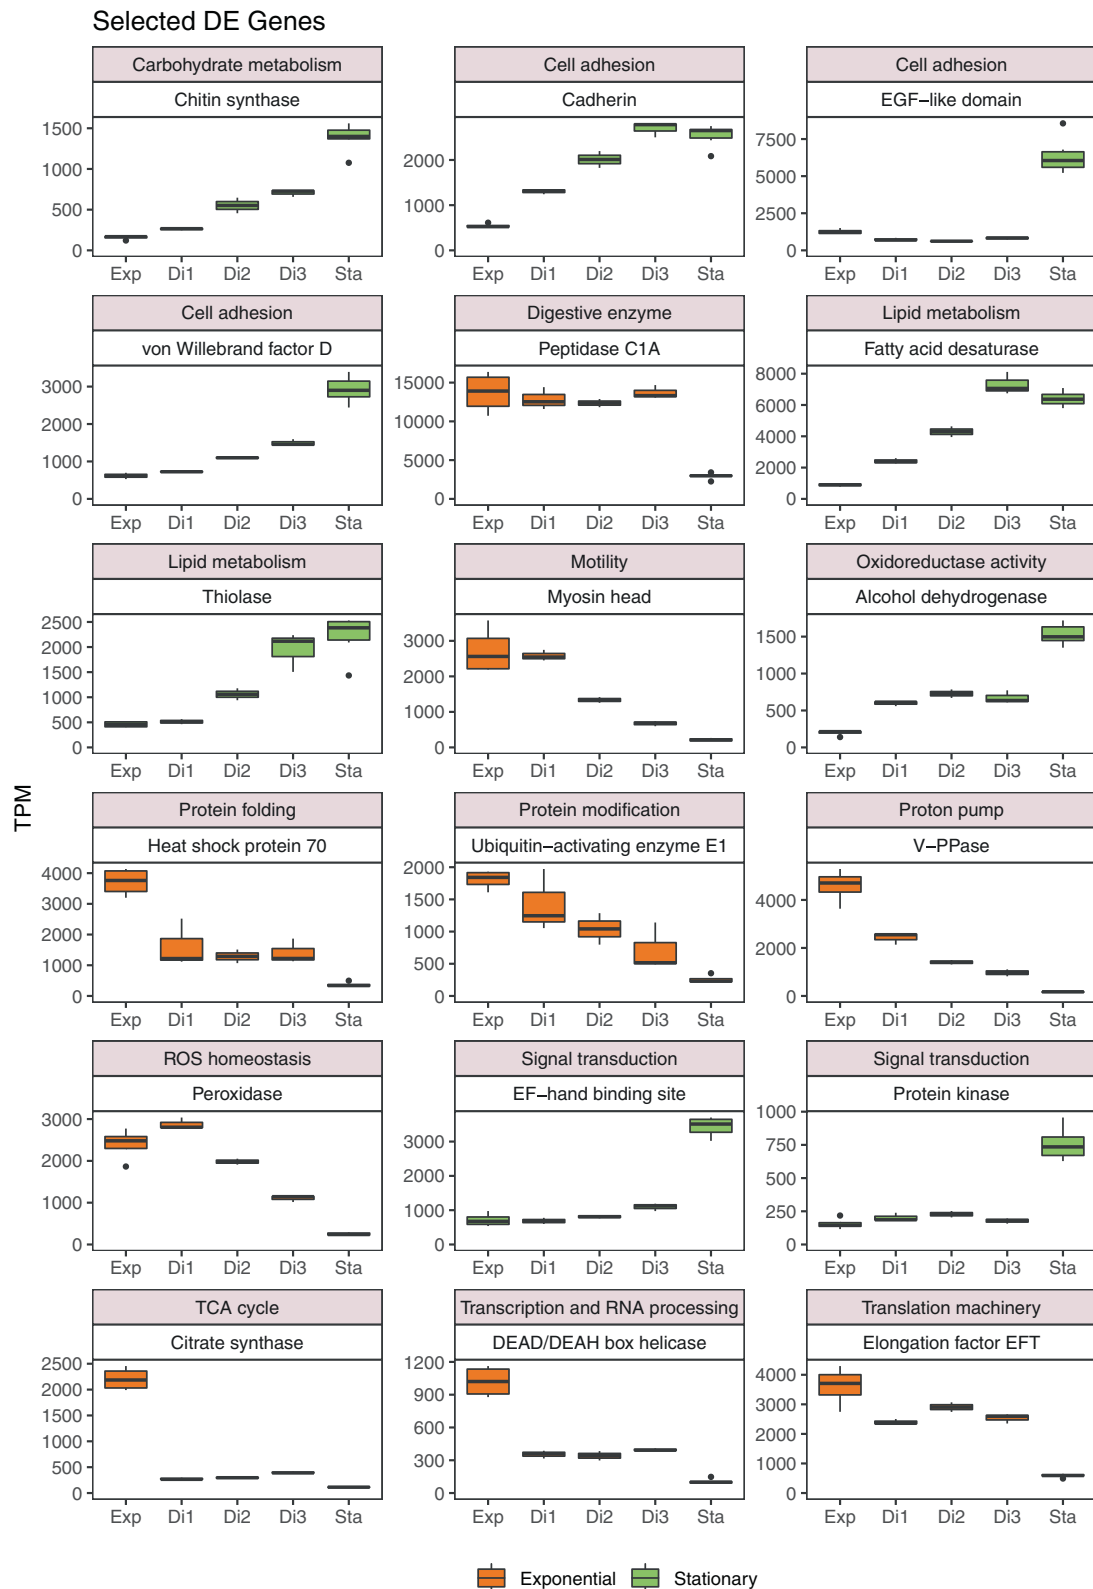 Selected DE Genes
Carbohydrate metabolism
Chitin synthase
1500
1000
500
0
Exp Di1 Di2 Di3 Sta
Cell adhesion
Cadherin
2000
1000
0
Exp Di1 Di2 Di3 Sta
Cell adhesion
EGF−like domain
7500
5000
2500
0
Exp Di1 Di2 Di3 Sta
Cell adhesion
von Willebrand factor D
3000
2000
1000
0
Exp Di1 Di2 Di3 Sta
Digestive enzyme
Peptidase C1A
15000
10000
5000
0
Exp Di1 Di2 Di3 Sta
Lipid metabolism
Fatty acid desaturase
8000
6000
4000
2000
0
Exp Di1 Di2 Di3 Sta
Lipid metabolism
Thiolase
2500
2000
1500
1000
500
0
Exp Di1 Di2 Di3 Sta
Motility
Myosin head
3000
2000
1000
0
Exp Di1 Di2 Di3 Sta
Oxidoreductase activity
Alcohol dehydrogenase
1500
1000
500
0
Exp Di1 Di2 Di3 Sta
TPM
Protein folding
Heat shock protein 70
4000
3000
2000
1000
0
Exp Di1 Di2 Di3 Sta
Protein modification
Ubiquitin−activating enzyme E1
2000
1500
1000
500
0
Exp Di1 Di2 Di3 Sta
Proton pump
V−PPase
4000
2000
0
Exp Di1 Di2 Di3 Sta
ROS homeostasis
Peroxidase
3000
2000
1000
0
Exp Di1 Di2 Di3 Sta
Signal transduction
EF−hand binding site
3000
2000
1000
0
Exp Di1 Di2 Di3 Sta
Signal transduction
Protein kinase
1000
750
500
250
0
Exp Di1 Di2 Di3 Sta
TCA cycle
Citrate synthase
2500
2000
1500
1000
500
0
Exp Di1 Di2 Di3 Sta
Transcription and RNA processing
DEAD/DEAH box helicase
1200
900
600
300
0
Exp Di1 Di2 Di3 Sta
Translation machinery
Elongation factor EFT
4000
3000
2000
1000
0
Exp Di1 Di2 Di3 Sta
Exponential Stationary